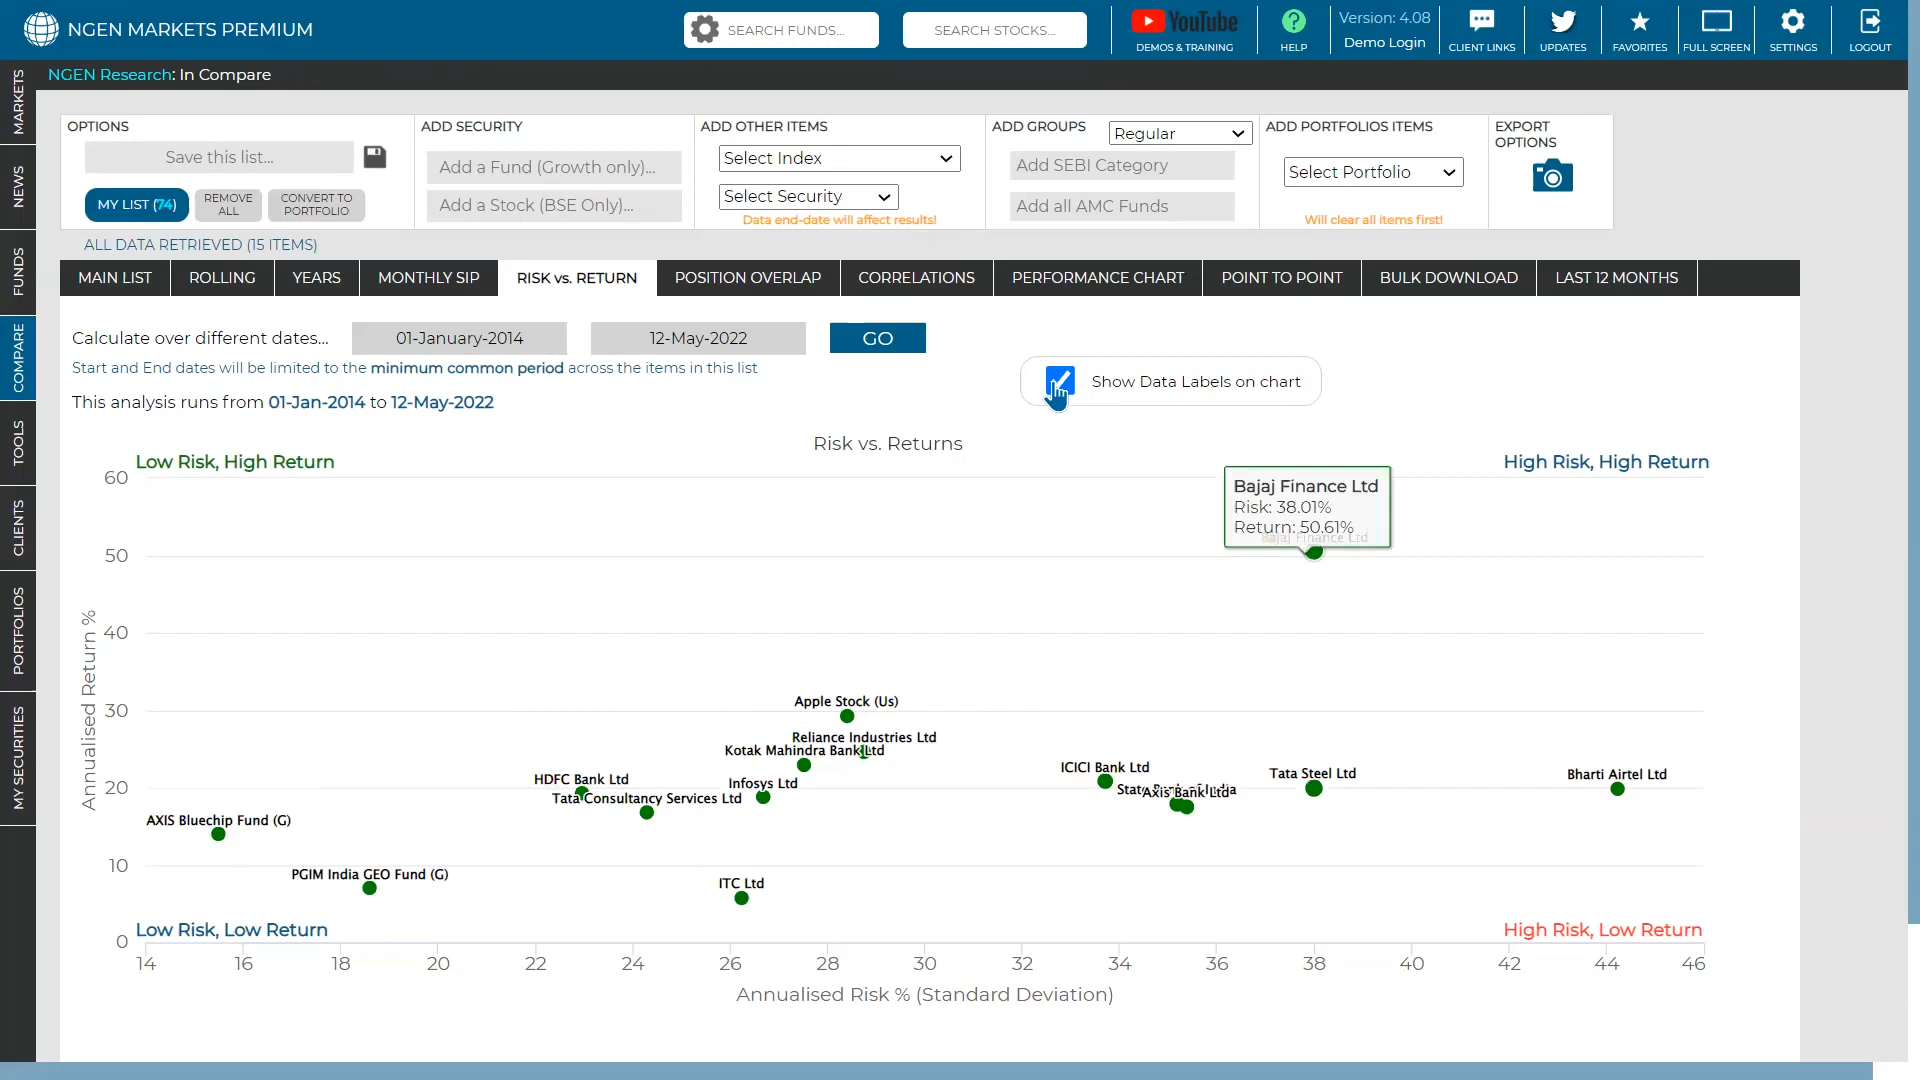 NGEN MARKETS PREMIUM
SEARCH FUNDS...
SEARCH STOCKS...
YouTube
DEMOS & TRAINING
?
HELP
Version: 4.08
Demo Login
CLIENT LINKS
UPDATES
FAVORITES
FULL SCREEN
SETTINGS
LOGOUT
NGEN Research: In Compare
MARKETS
NEWS
FUNDS
COMPARE
TOOLS
CLIENTS
PORTFOLIOS
MY SECURITIES
OPTIONS
Save this list...
MY LIST (74)
REMOVE
ALL
CONVERT TO
PORTFOLIO
ADD SECURITY
Add a Fund (Growth only)...
Add a Stock (BSE Only)...
ADD OTHER ITEMS
Select Index
Select Security
Data end-date will affect results!
ADD GROUPS
Regular
Add SEBI Category
Add all AMC Funds
ADD PORTFOLIOS ITEMS
Select Portfolio
Will clear all items first!
EXPORT
OPTIONS
ALL DATA RETRIEVED (15 ITEMS)
MAIN LIST
ROLLING
YEARS
MONTHLY SIP
RISK vs. RETURN
POSITION OVERLAP
CORRELATIONS
PERFORMANCE CHART
POINT TO POINT
BULK DOWNLOAD
LAST 12 MONTHS
Calculate over different dates...
01-January-2014
12-May-2022
GO
Start and End dates will be limited to the minimum common period across the items in this list
Show Data Labels on chart
This analysis runs from 01-Jan-2014 to 12-May-2022
Risk vs. Returns
Low Risk, High Return
High Risk, High Return
Bajaj Finance Ltd
Risk: 38.01%
Return: 50.61%
Bajaj Finance Ltd
60
50
40
30
20
10
0
Annualised Return %
Apple Stock (Us)
Reliance Industries Ltd
Kotak Mahindra Bank Ltd
HDFC Bank Ltd
Infosys Ltd
Tata Consultancy Services Ltd
ICICI Bank Ltd
State Bank of India
Axis Bank Ltd
Tata Steel Ltd
Bharti Airtel Ltd
AXIS Bluechip Fund (G)
PGIM India GEO Fund (G)
ITC Ltd
Low Risk, Low Return
High Risk, Low Return
14 16 18 20 22 24 26 28 30 32 34 36 38 40 42 44 46
Annualised Risk % (Standard Deviation)